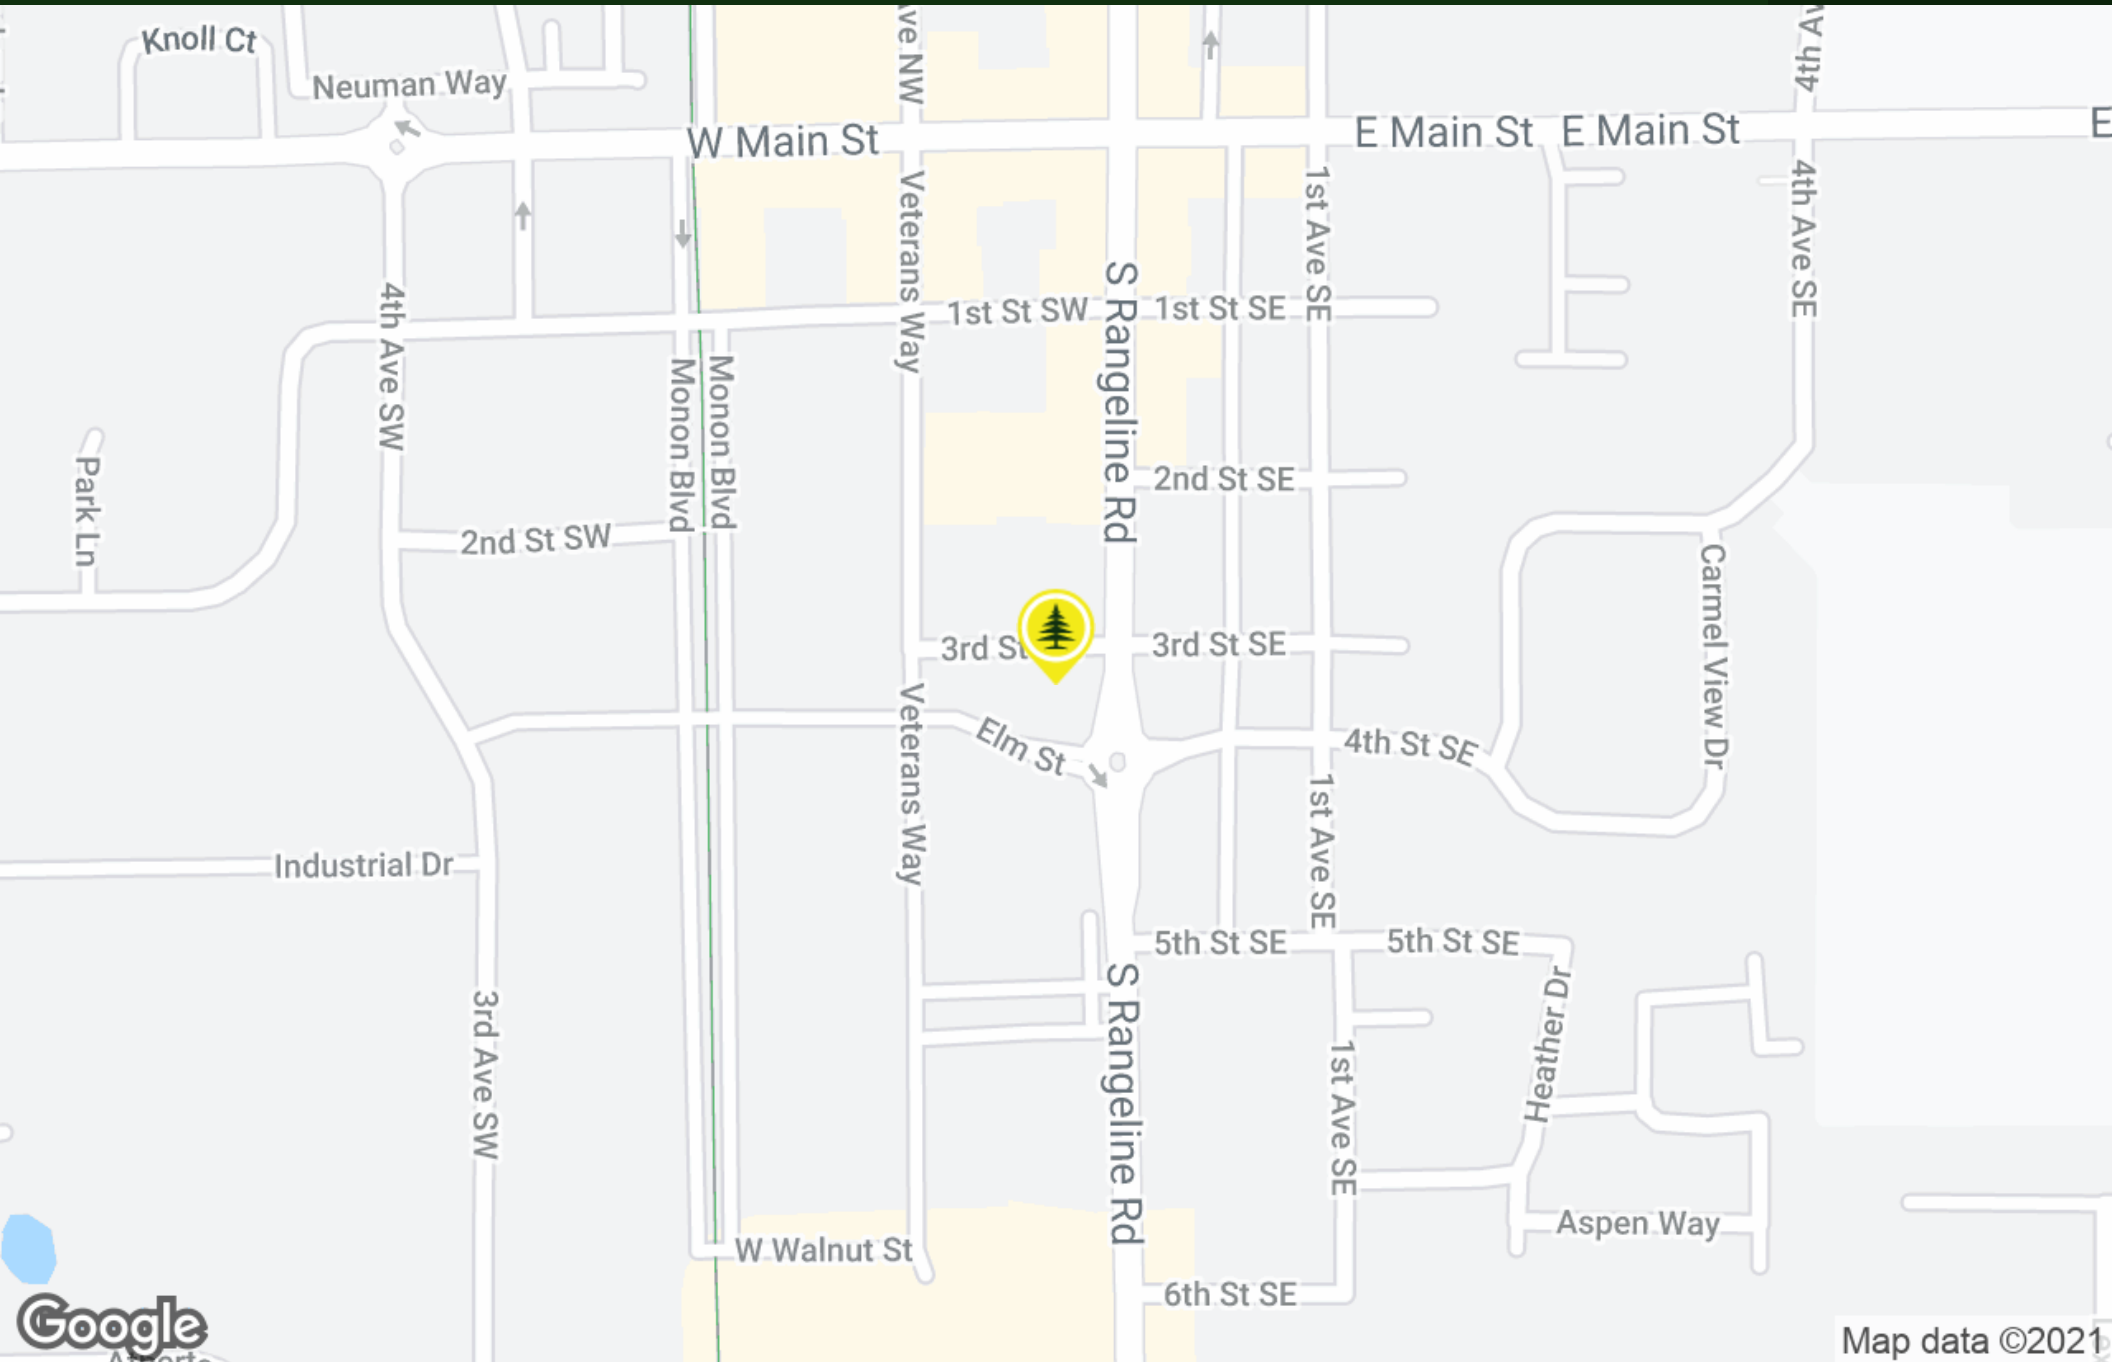 Knoll Ct
Neuman Way
Ave NW
4th Av
W Main St
E Main St
E Main St
E
Veterans Way
1st Ave SE
4th Ave SE
S Rangeline Rd
4th Ave SW
1st St SW
1st St SE
Monon Blvd
Monon Blvd
Park Ln
2nd St SE
2nd St SW
Carmel View Dr
3rd St
3rd St SE
Veterans Way
Elm St
4th St SE
1st Ave SE
Industrial Dr
5th St SE
5th St SE
S Rangeline Rd
Heather Dr
3rd Ave SW
1st Ave SE
W Walnut St
Aspen Way
6th St SE
Google
Map data ©2021